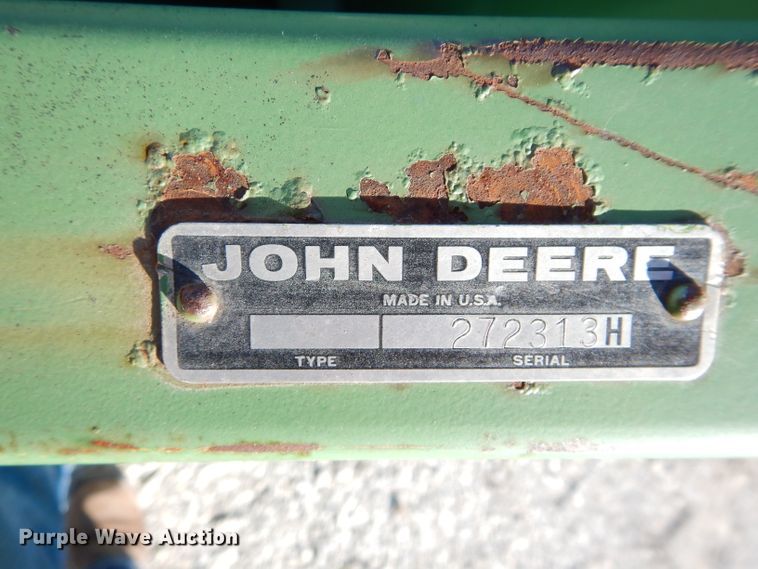 JOHN DEERE
MADE IN U.S.A.
272313H
TYPE SERIAL
Purple Wave Auction